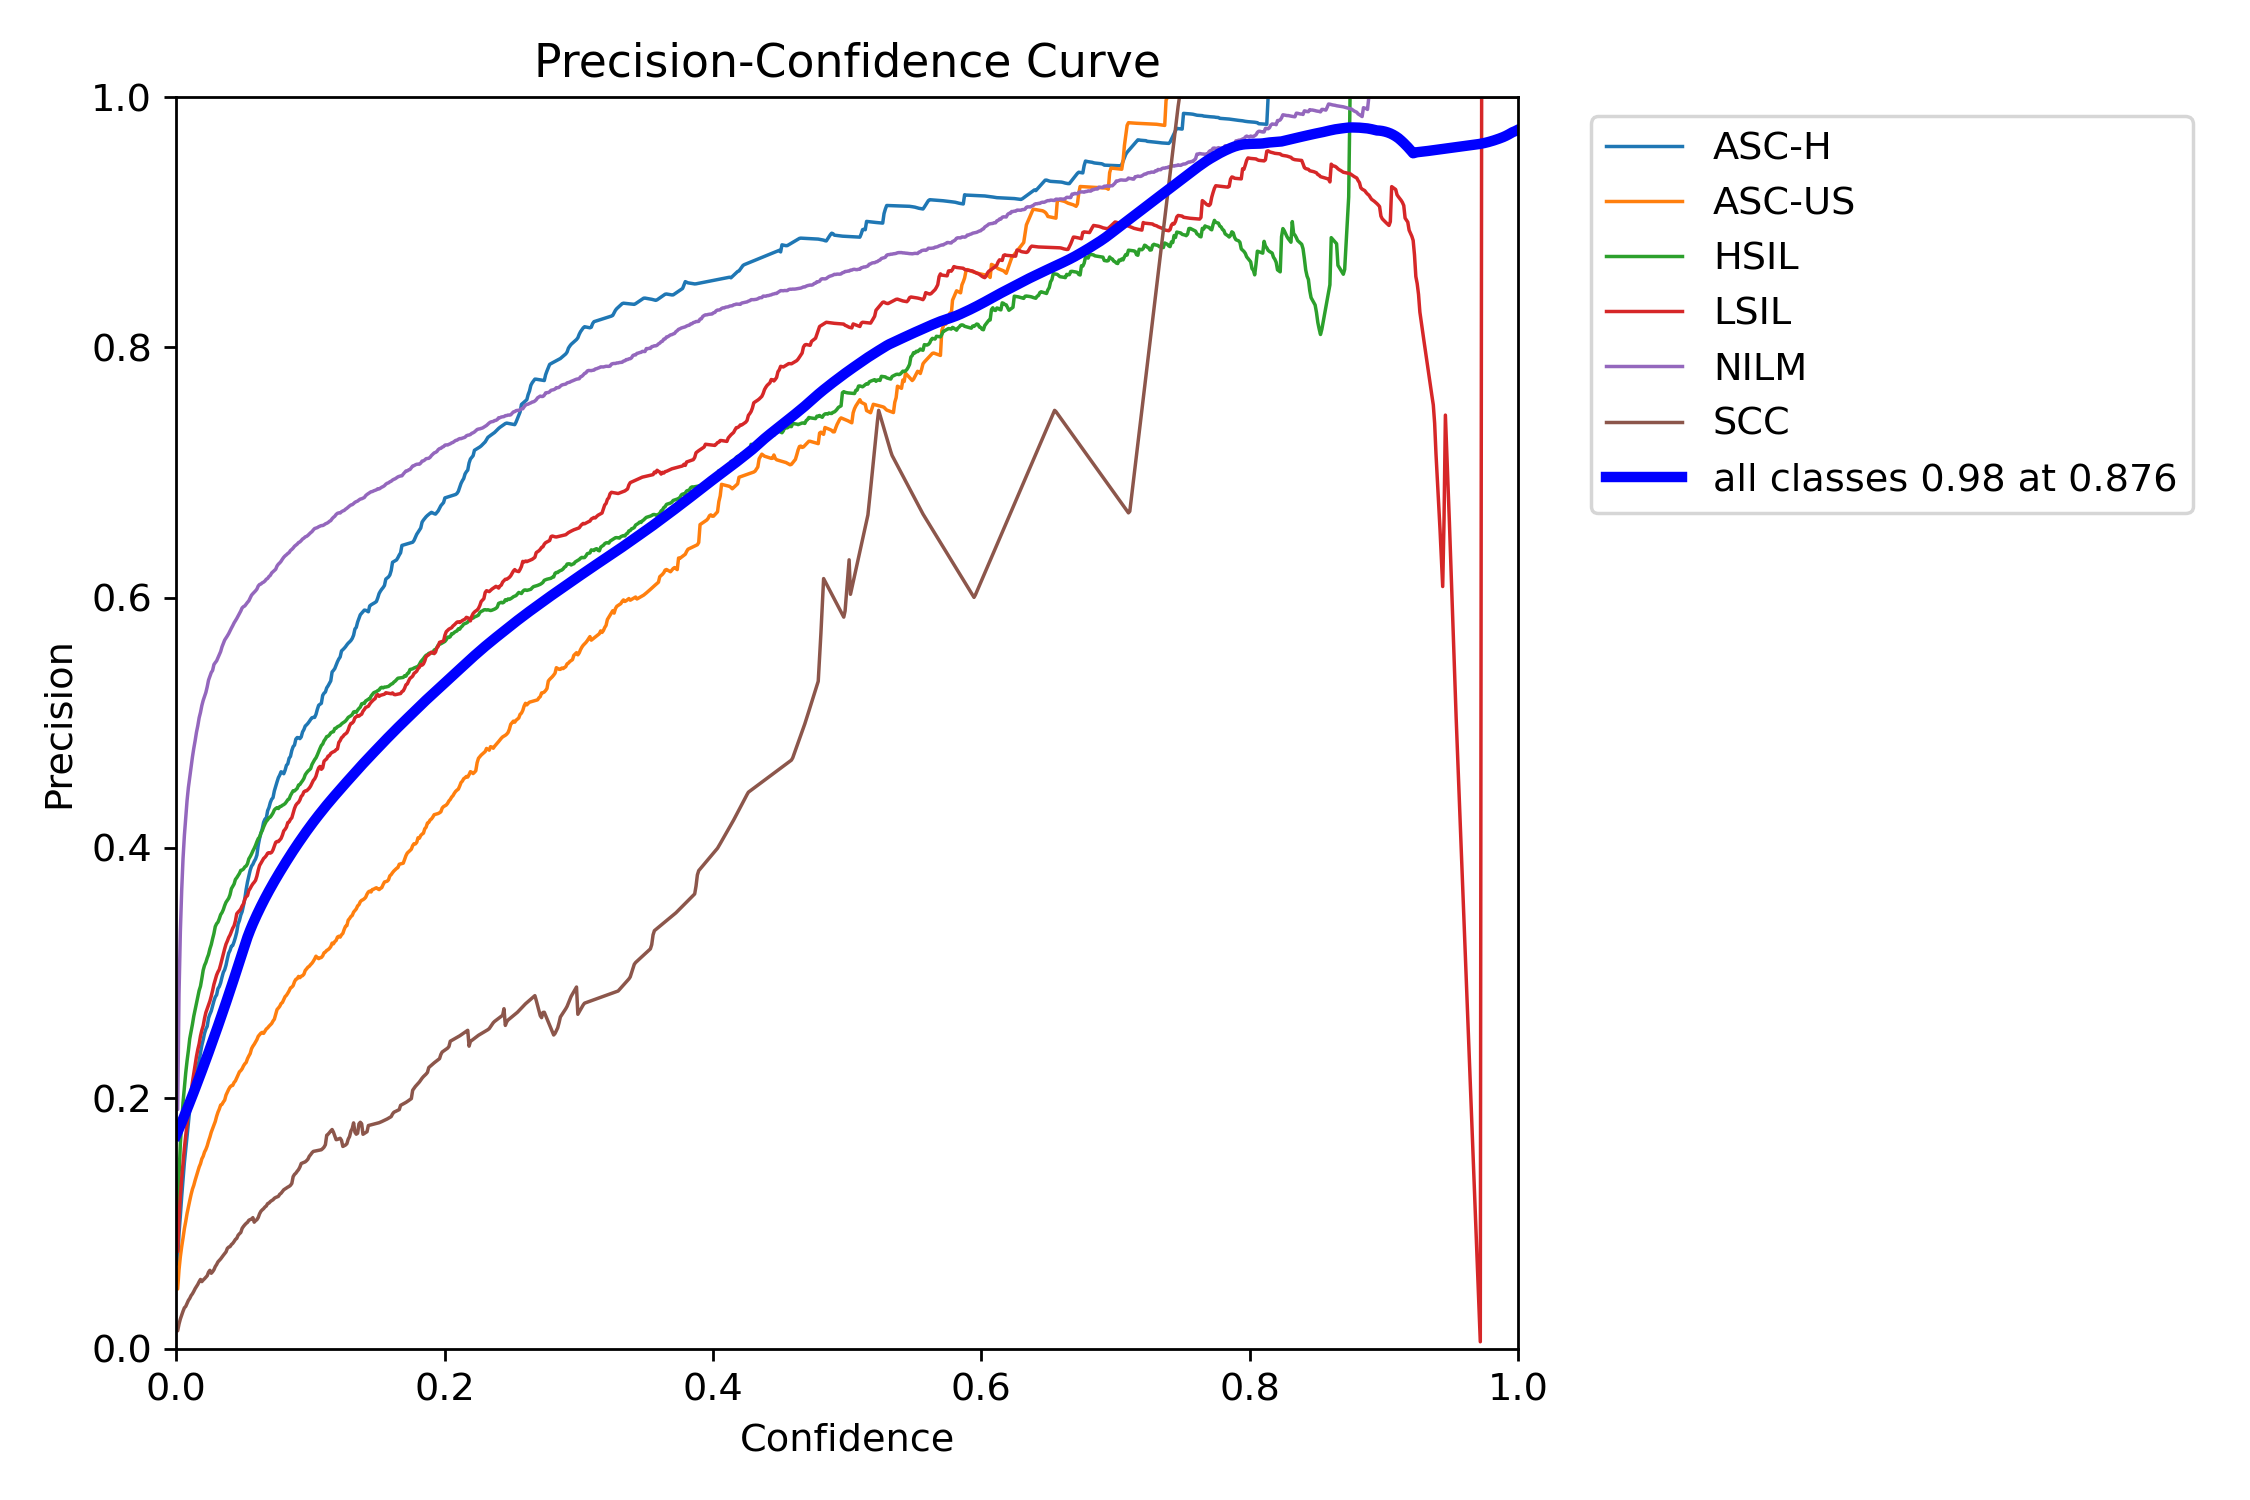 Precision-Confidence Curve
1.0
0.8
0.6
0.4
0.2
0.0
Precision
0.0 0.2 0.4 0.6 0.8 1.0
Confidence
ASC-H
ASC-US
HSIL
LSIL
NILM
SCC
all classes 0.98 at 0.876